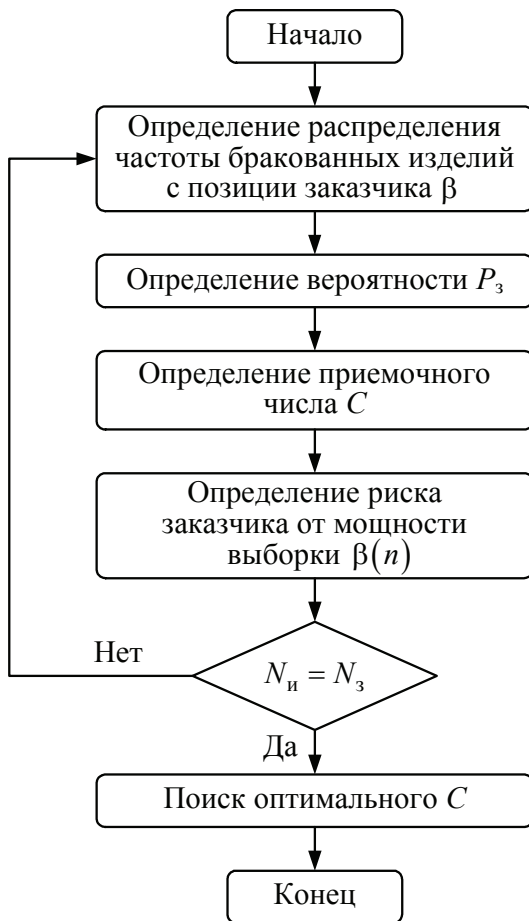 Начало
Определение распределения
частоты бракованных изделий
с позиции заказчика β
Определение вероятности Pз
Определение приемочного
числа C
Определение риска
заказчика от мощности
выборки β(n)
Нет
Nи = Nз
Да
Поиск оптимального C
Конец